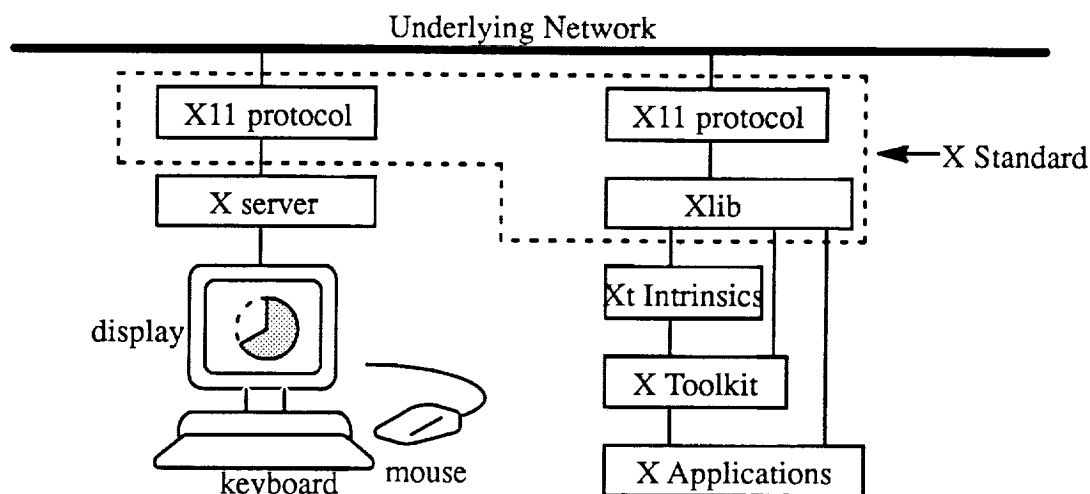 Underlying Network
X11 protocol
X11 protocol
X Standard
X server
Xlib
Xt Intrinsics
display
X Toolkit
mouse
X Applications
keyboard